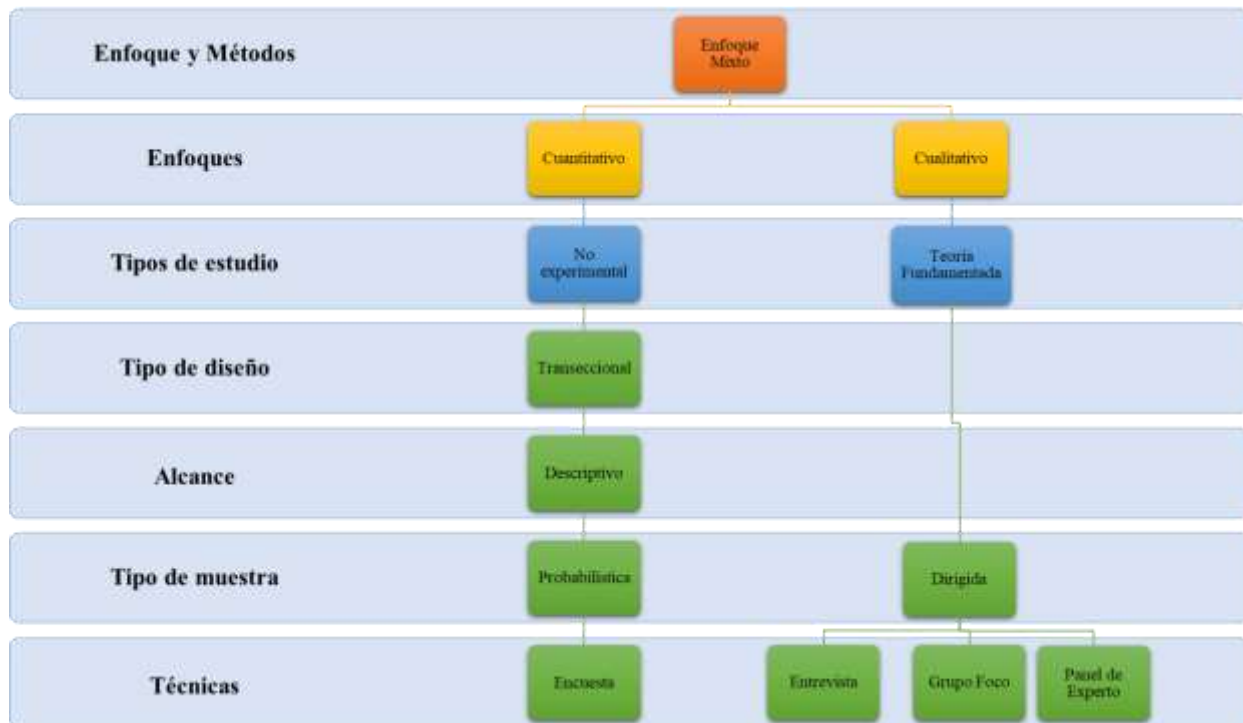 Enfoque y Métodos
Enfoque
Mixto
Enfoques
Cuantitativo
Cualitativo
Tipos de estudio
No
experimental
Teoría
Fundamentada
Tipo de diseño
Transeccional
Alcance
Descriptivo
Tipo de muestra
Probabilística
Dirigida
Técnicas
Encuesta
Entrevista
Grupo Foco
Panel de
Experto